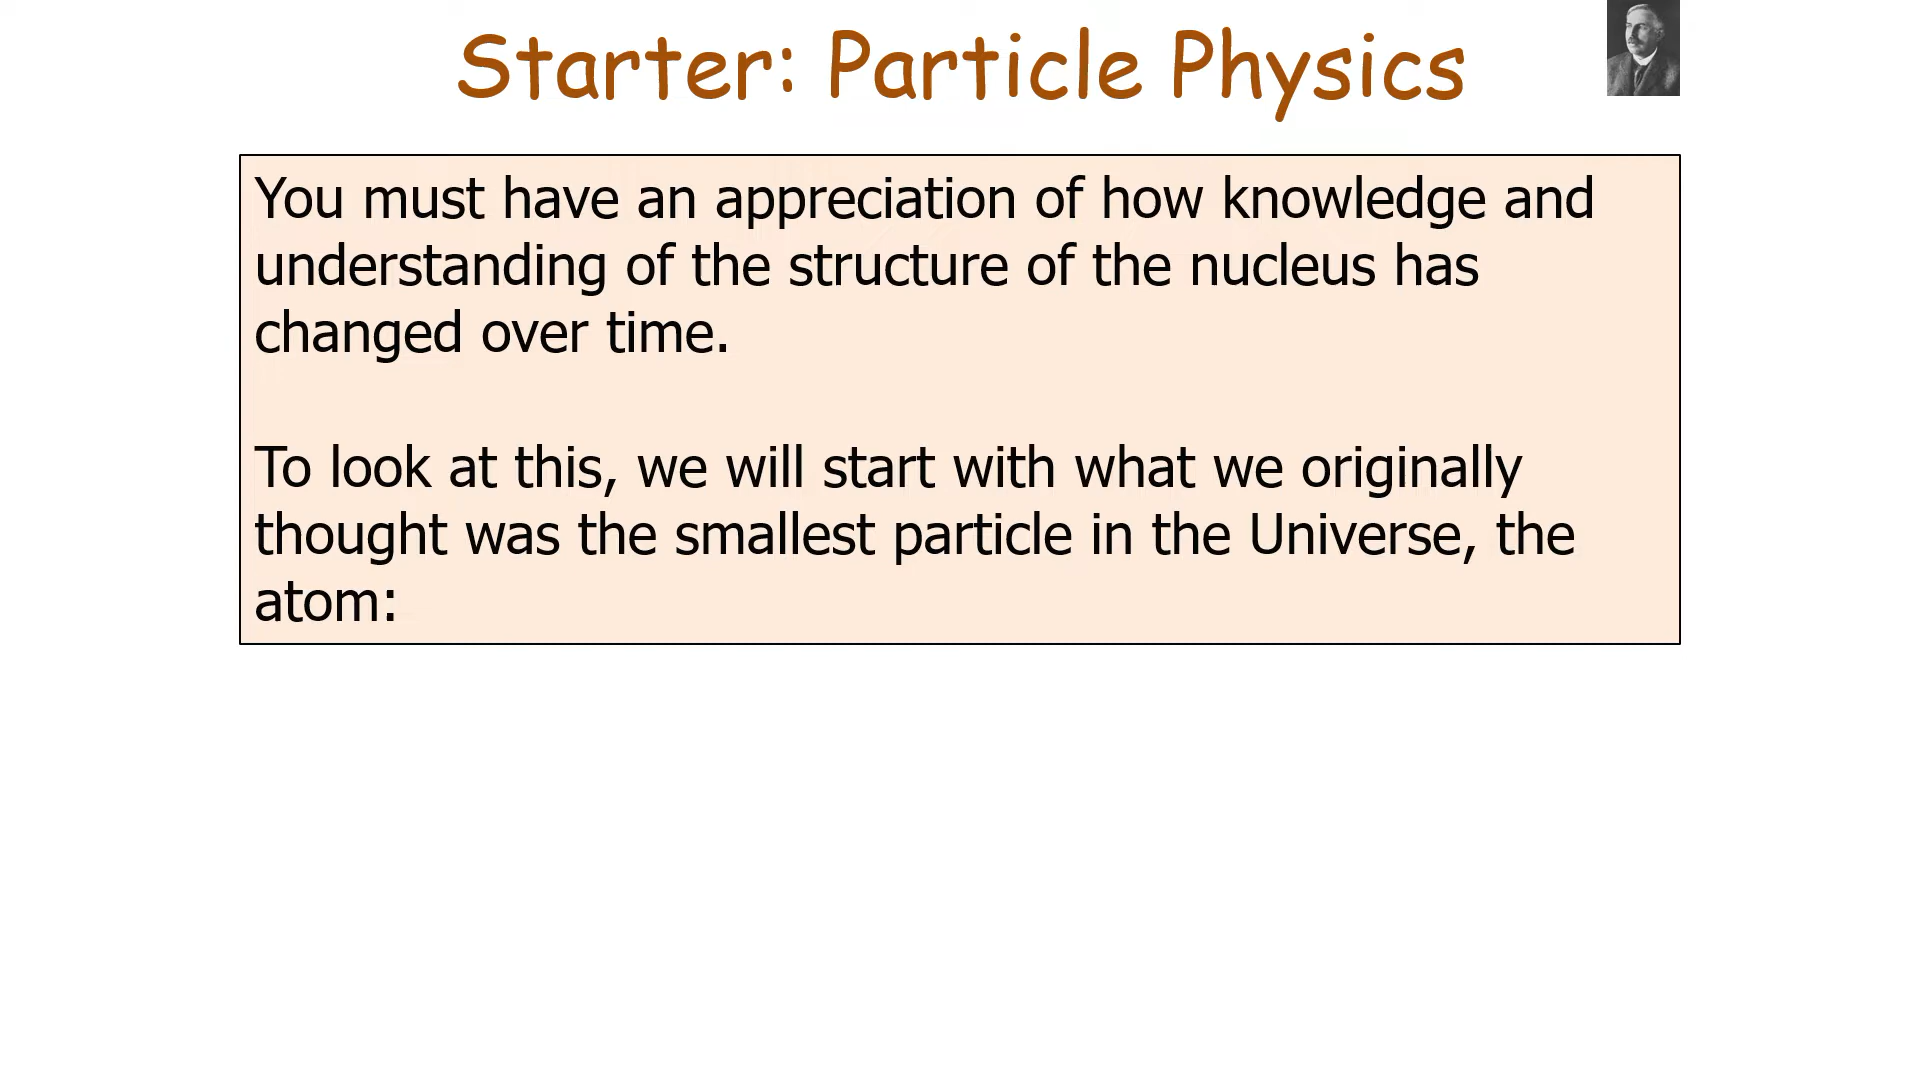 Starter: Particle Physics
You must have an appreciation of how knowledge and
understanding of the structure of the nucleus has
changed over time.
To look at this, we will start with what we originally
thought was the smallest particle in the Universe, the
atom: